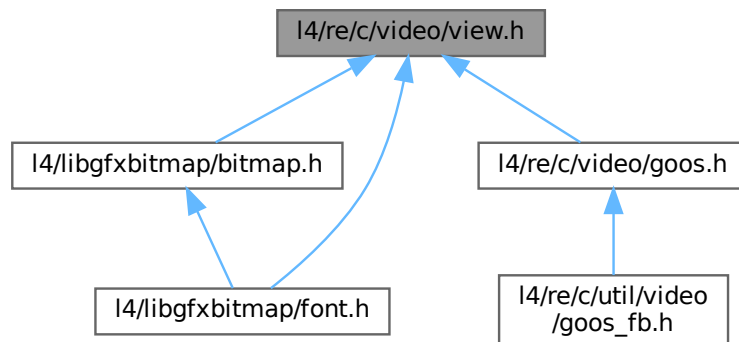 l4/re/c/video/view.h
l4/libgfxbitmap/bitmap.h
l4/re/c/video/goos.h
l4/libgfxbitmap/font.h
l4/re/c/util/video
/goos_fb.h